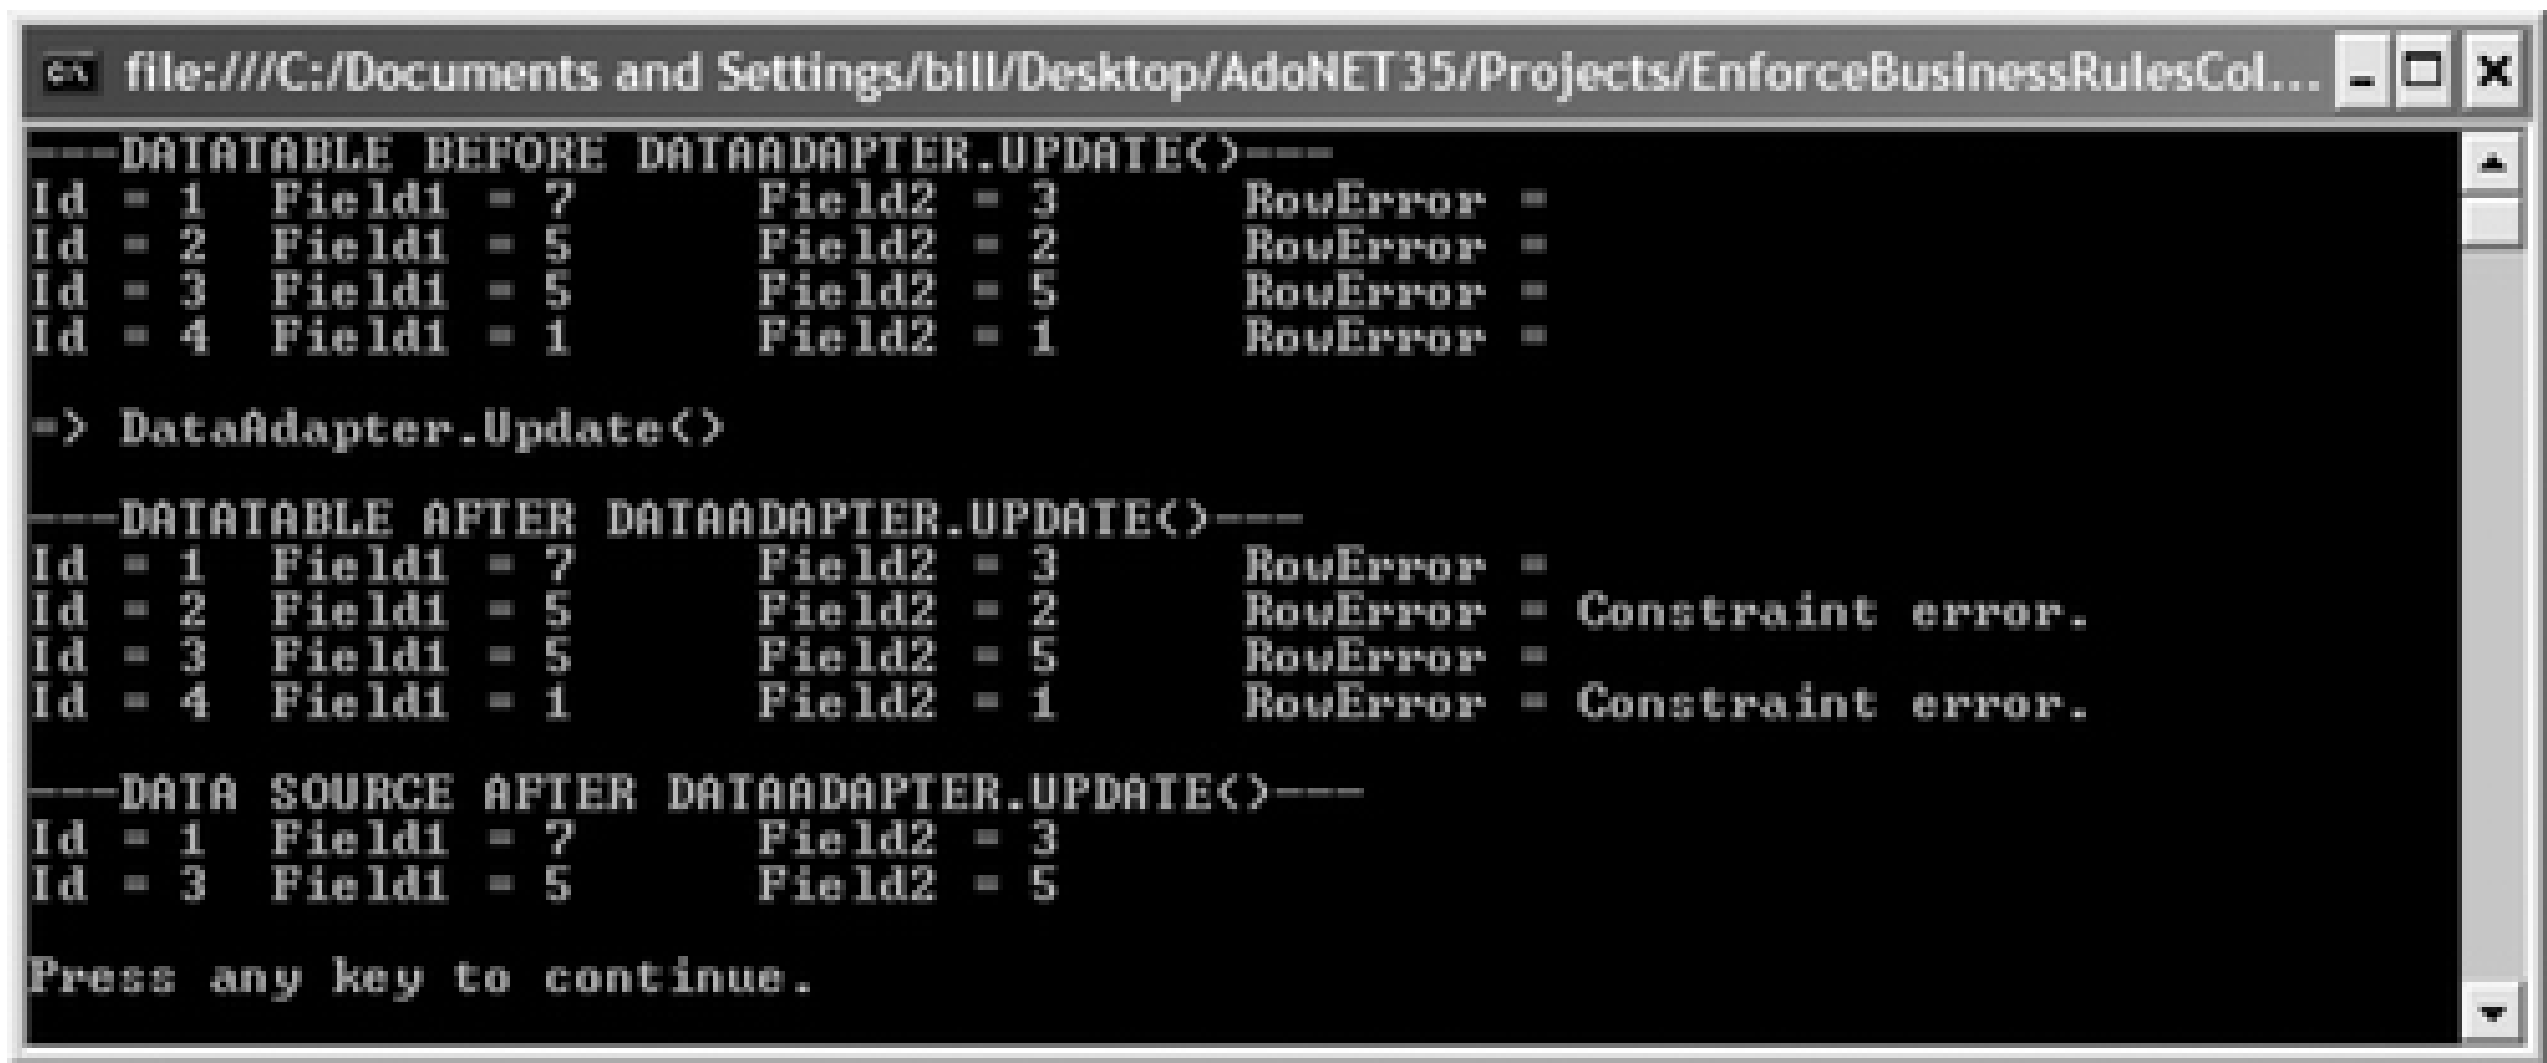 file:///C:/Documents and Settings/bill/Desktop/AdoNET35/Projects/EnforceBusinessRulesCol...
---DATATABLE BEFORE DATAADAPTER.UPDATE()---
Id = 1 Field1 = 7 Field2 = 3 RowError =
Id = 2 Field1 = 5 Field2 = 2 RowError =
Id = 3 Field1 = 5 Field2 = 5 RowError =
Id = 4 Field1 = 1 Field2 = 1 RowError =
=> DataAdapter.Update()
---DATATABLE AFTER DATAADAPTER.UPDATE()---
Id = 1 Field1 = 7 Field2 = 3 RowError =
Id = 2 Field1 = 5 Field2 = 2 RowError = Constraint error.
Id = 3 Field1 = 5 Field2 = 5 RowError =
Id = 4 Field1 = 1 Field2 = 1 RowError = Constraint error.
---DATA SOURCE AFTER DATAADAPTER.UPDATE()---
Id = 1 Field1 = 7 Field2 = 3
Id = 3 Field1 = 5 Field2 = 5
Press any key to continue.